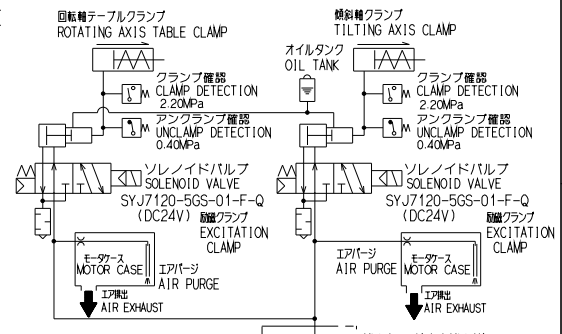 回転軸テーブルクランプ
ROTATING AXIS TABLE CLAMP
傾斜軸クランプ
TILTING AXIS CLAMP
オイルタンク
OIL TANK
クランプ確認
CLAMP DETECTION
2.20MPa
アンクランプ確認
UNCLAMP DETECTION
0.40MPa
クランプ確認
CLAMP DETECTION
2.20MPa
アンクランプ確認
UNCLAMP DETECTION
0.40MPa
ソレノイドバルブ
SOLENOID VALVE
SYJ7120-5GS-01-F-Q
(DC24V)
励磁クランプ
EXCITATION
CLAMP
ソレノイドバルブ
SOLENOID VALVE
SYJ7120-5GS-01-F-Q
(DC24V)
励磁クランプ
EXCITATION
CLAMP
モータケース
MOTOR CASE
エアパージ
AIR PURGE
エア排出
AIR EXHAUST
エアパージ
AIR PURGE
モータケース
MOTOR CASE
エア排出
AIR EXHAUST